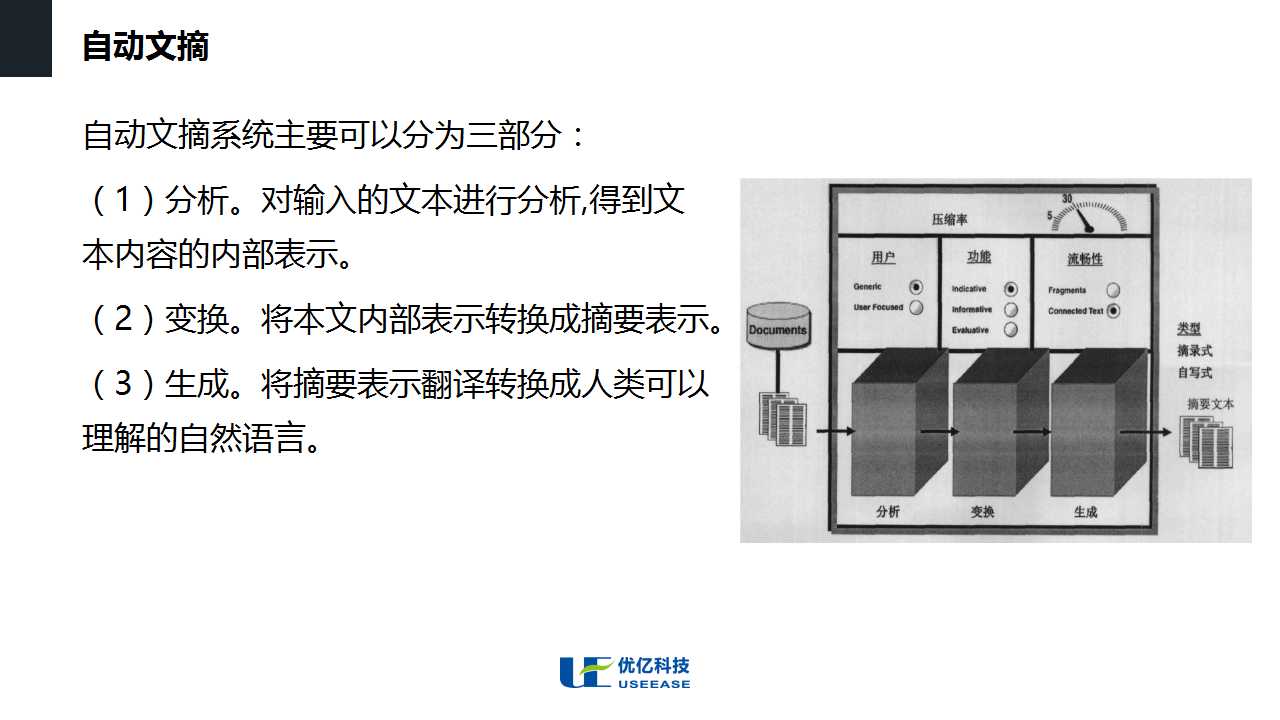 自动文摘
自动文摘系统主要可以分为三部分：
（1）分析。对输入的文本进行分析,得到文
本内容的内部表示。
（2）变换。将本文内部表示转换成摘要表示。
（3）生成。将摘要表示翻译转换成人类可以
理解的自然语言。
压缩率
5
30
用户
Generic
User Focused
功能
Indicative
Informative
Evaluative
流畅性
Fragments
Connected Text
Documents
类型
摘录式
自写式
摘要文本
分析
变换
生成
优亿科技
USEEASE